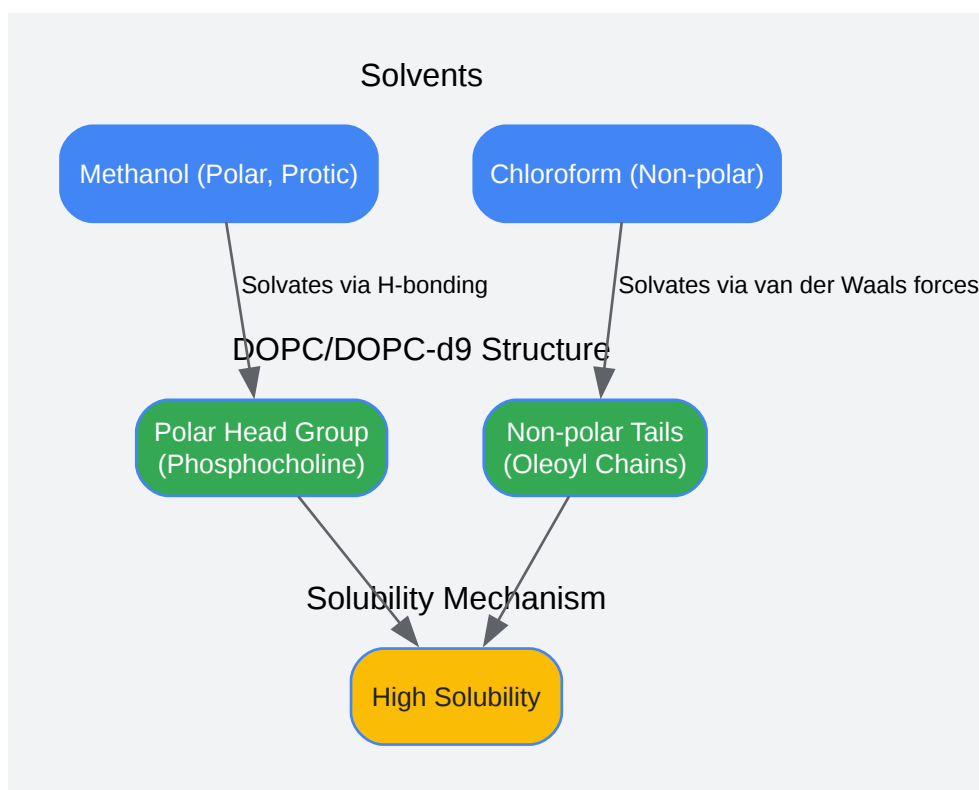 Solvents
Methanol (Polar, Protic)
Chloroform (Non-polar)
Solvates via H-bonding
Solvates via van der Waals forces
DOPC/DOPC-d9 Structure
Polar Head Group
(Phosphocholine)
Non-polar Tails
(Oleoyl Chains)
Solubility Mechanism
High Solubility